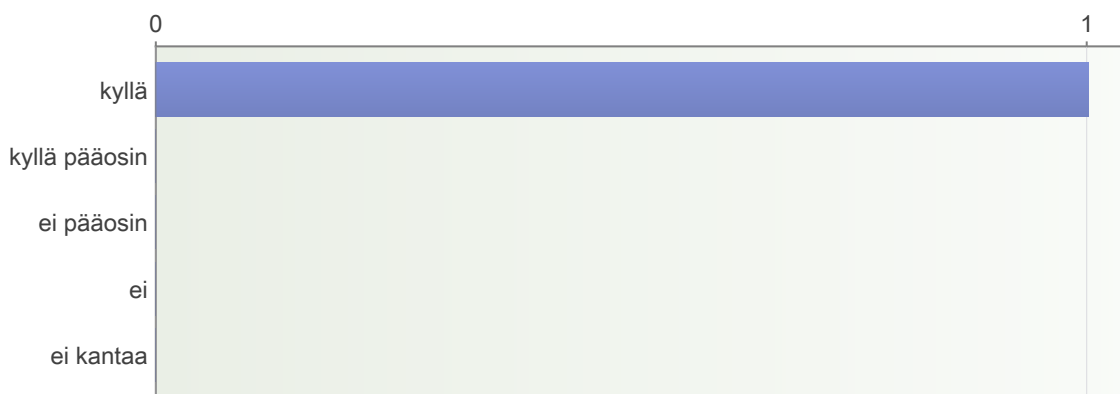 0 1
kyllä
kyllä pääosin
ei pääosin
ei
ei kantaa